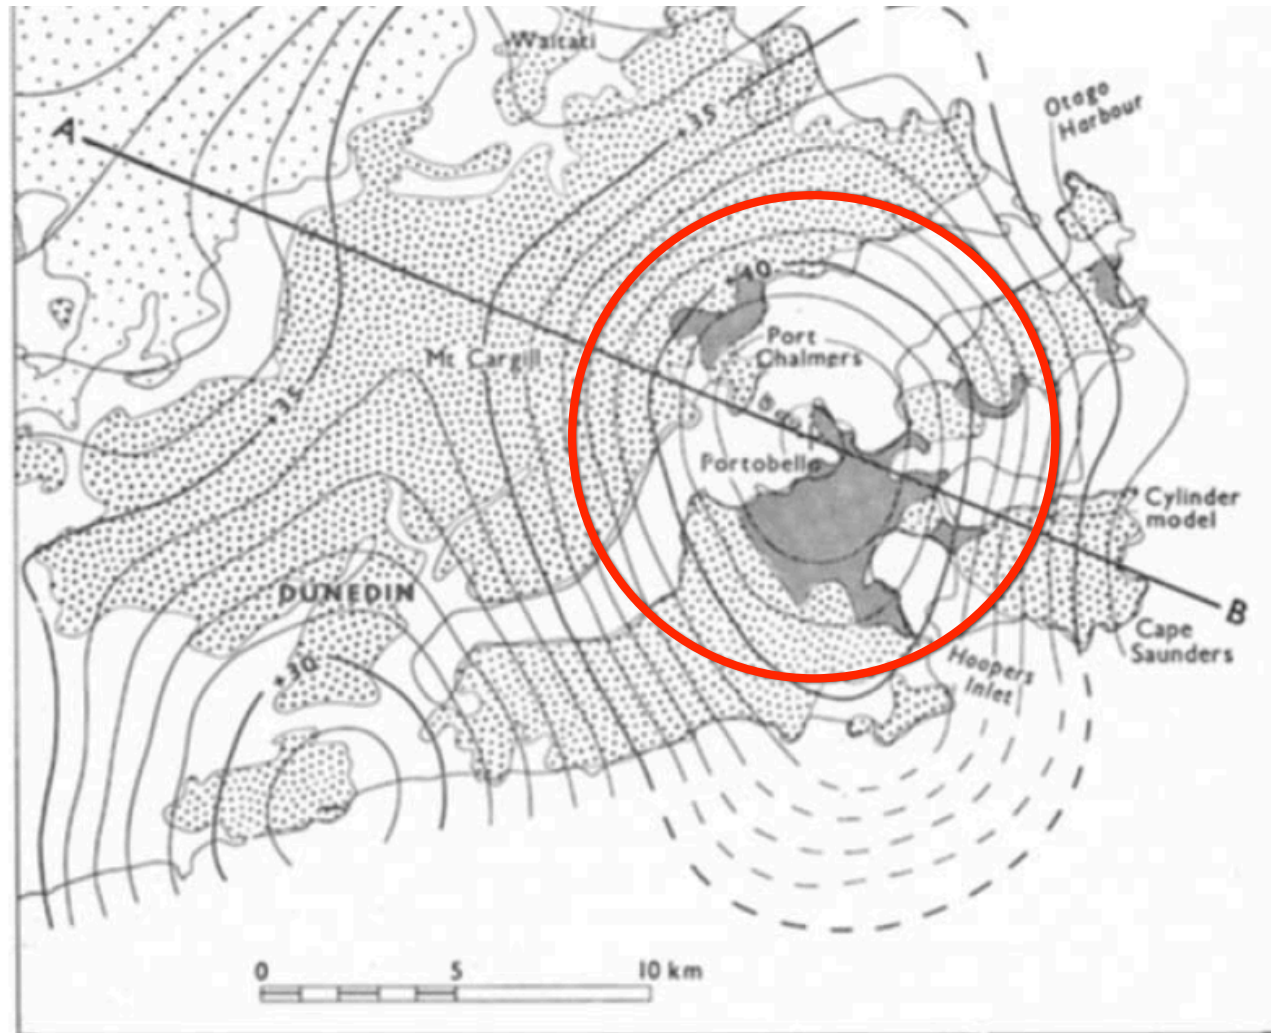 Waitati
Otago
Harbour
A
+35
40
Port
Chalmers
Mt Cargill
+35
Portobello
Cylinder
model
DUNEDIN
B
Cape
Saunders
Hoopers
Inlet
+30
0 5 10 km